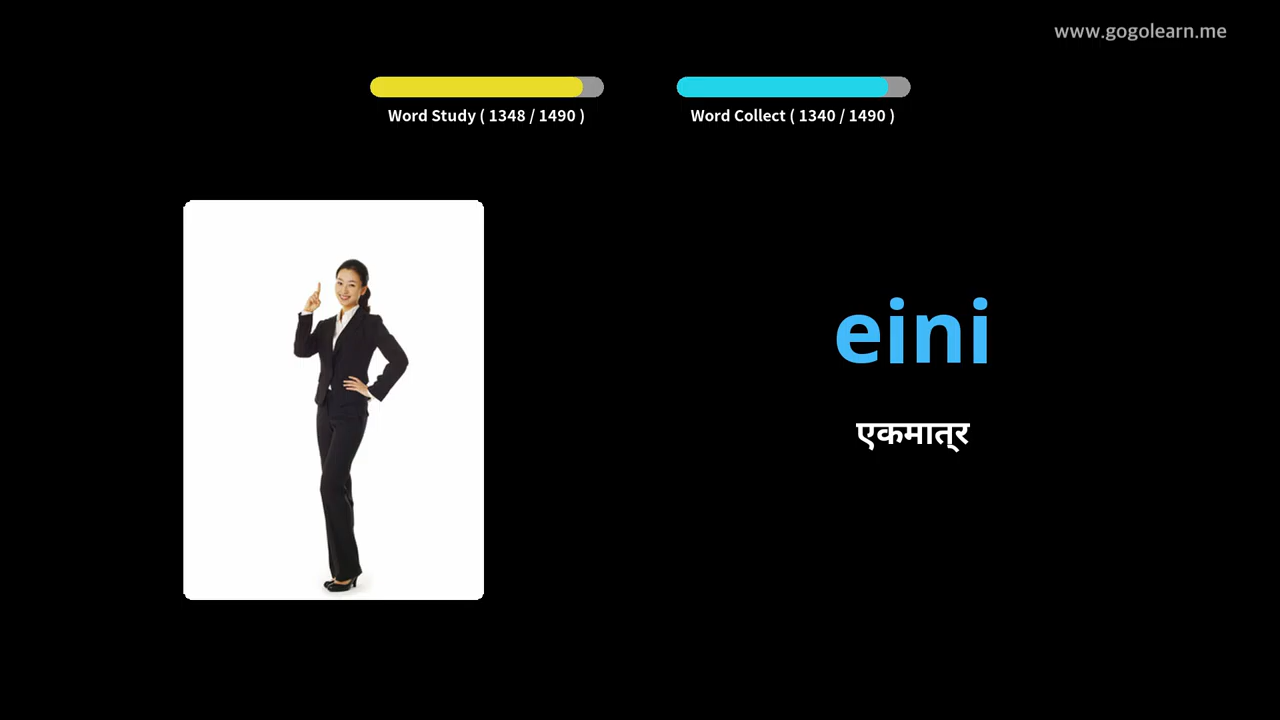 www.gogolearn.me
Word Study ( 1348 / 1490 )
Word Collect ( 1340 / 1490 )
eini
एकमात्र